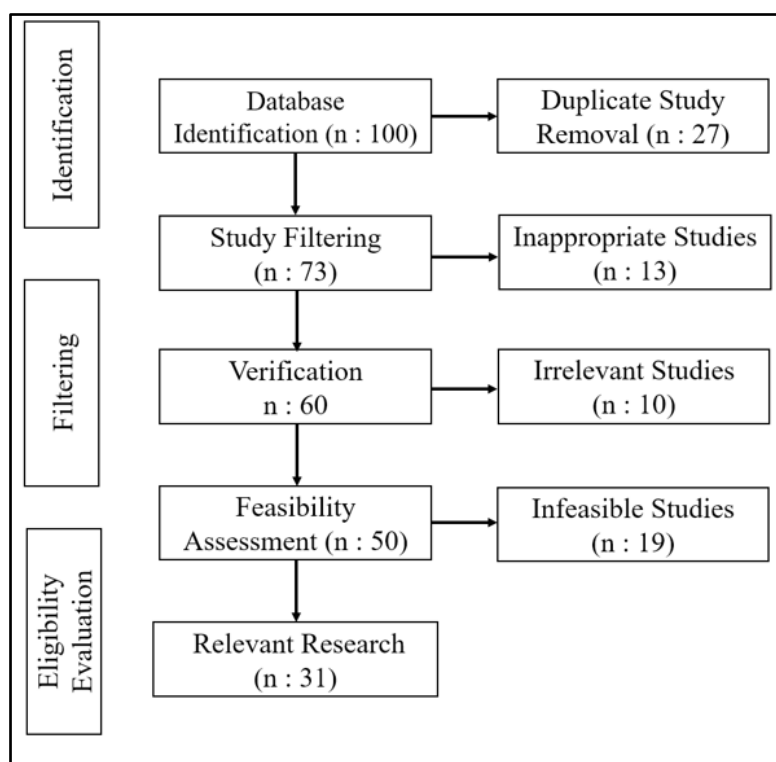 Identification
Database
Identification (n : 100)
Duplicate Study
Removal (n : 27)
Study Filtering
(n : 73)
Inappropriate Studies
(n : 13)
Filtering
Verification
n : 60
Irrelevant Studies
(n : 10)
Feasibility
Assessment (n : 50)
Infeasible Studies
(n : 19)
Eligibility
Evaluation
Relevant Research
(n : 31)